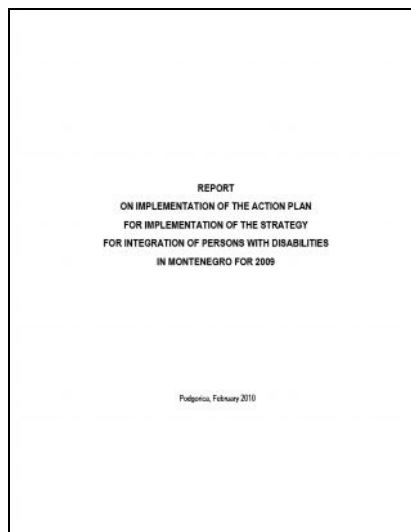 REPORT
ON IMPLEMENTATION OF THE ACTION PLAN
FOR IMPLEMENTATION OF THE STRATEGY
FOR INTEGRATION OF PERSONS WITH DISABILITIES
IN MONTENEGRO FOR 2009
Podgorica, February 2010